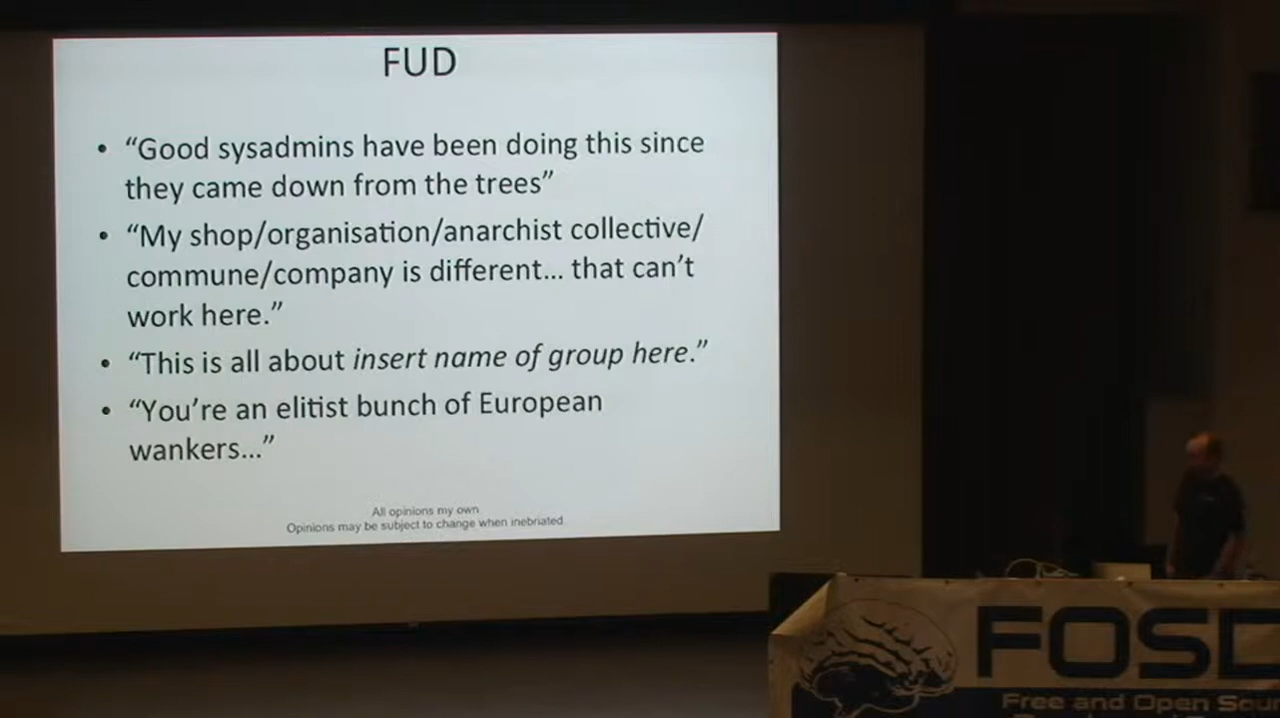 FUD
• “Good sysadmins have been doing this since
they came down from the trees”
• “My shop/organisation/anarchist collective/
commune/company is different... that can’t
work here.”
• “This is all about insert name of group here.”
• “You’re an elitist bunch of European
wankers...”
All opinions my own
Opinions may be subject to change when inebriated
FOSD
Free and Open Sour